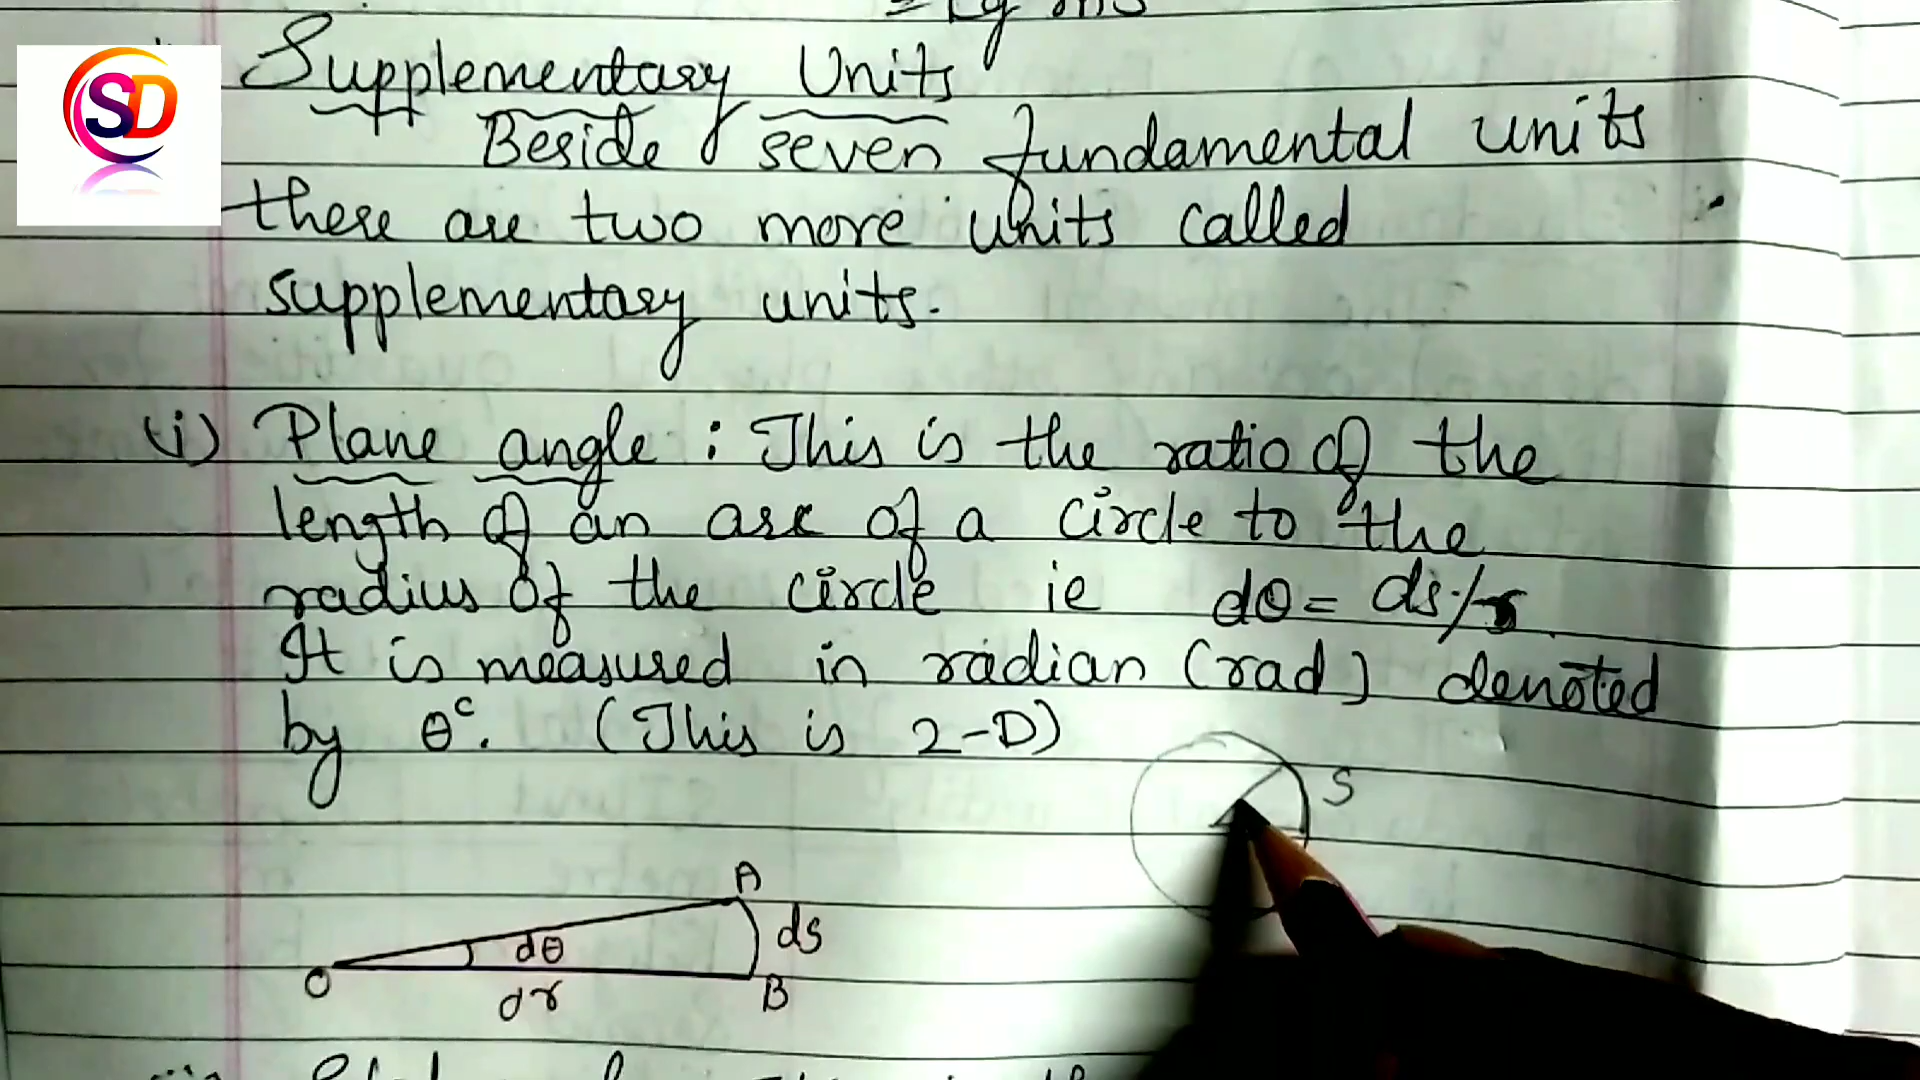 SD
Supplementary Units
Beside seven fundamental units
there are two more units called
supplementary units.
(i) Plane angle : This is the ratio of the
length of an arc of a circle to the
radius of the circle ie dθ = ds/r
It is measured in radian (rad) denoted
by θᶜ. (This is 2-D)
S
A
dθ
ds
O
dr
B